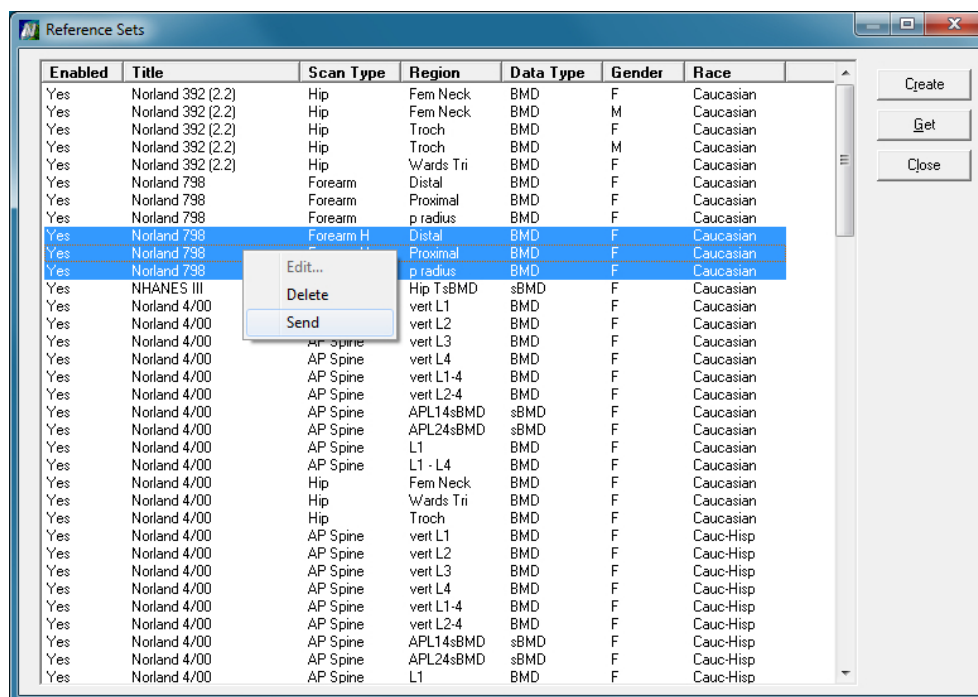 Reference Sets
Enabled Title Scan Type Region Data Type Gender Race
Yes Norland 392 (2.2) Hip Fem Neck BMD F Caucasian
Yes Norland 392 (2.2) Hip Fem Neck BMD M Caucasian
Yes Norland 392 (2.2) Hip Troch BMD F Caucasian
Yes Norland 392 (2.2) Hip Troch BMD M Caucasian
Yes Norland 392 (2.2) Hip Wards Tri BMD F Caucasian
Yes Norland 798 Forearm Distal BMD F Caucasian
Yes Norland 798 Forearm Proximal BMD F Caucasian
Yes Norland 798 Forearm p radius BMD F Caucasian
Yes Norland 798 Forearm H Distal BMD F Caucasian
Yes Norland 798 Proximal BMD F Caucasian
Yes Norland 798 p radius BMD F Caucasian
Yes NHANES III Hip TsBMD sBMD F Caucasian
Yes Norland 4/00 vert L1 BMD F Caucasian
Yes Norland 4/00 vert L2 BMD F Caucasian
Yes Norland 4/00 AP Spine vert L3 BMD F Caucasian
Yes Norland 4/00 AP Spine vert L4 BMD F Caucasian
Yes Norland 4/00 AP Spine vert L1-4 BMD F Caucasian
Yes Norland 4/00 AP Spine vert L2-4 BMD F Caucasian
Yes Norland 4/00 AP Spine APL14sBMD sBMD F Caucasian
Yes Norland 4/00 AP Spine APL24sBMD sBMD F Caucasian
Yes Norland 4/00 AP Spine L1 BMD F Caucasian
Yes Norland 4/00 AP Spine L1 - L4 BMD F Caucasian
Yes Norland 4/00 Hip Fem Neck BMD F Caucasian
Yes Norland 4/00 Hip Wards Tri BMD F Caucasian
Yes Norland 4/00 Hip Troch BMD F Caucasian
Yes Norland 4/00 AP Spine vert L1 BMD F Cauc-Hisp
Yes Norland 4/00 AP Spine vert L2 BMD F Cauc-Hisp
Yes Norland 4/00 AP Spine vert L3 BMD F Cauc-Hisp
Yes Norland 4/00 AP Spine vert L4 BMD F Cauc-Hisp
Yes Norland 4/00 AP Spine vert L1-4 BMD F Cauc-Hisp
Yes Norland 4/00 AP Spine vert L2-4 BMD F Cauc-Hisp
Yes Norland 4/00 AP Spine APL14sBMD sBMD F Cauc-Hisp
Yes Norland 4/00 AP Spine APL24sBMD sBMD F Cauc-Hisp
Yes Norland 4/00 AP Spine L1 BMD F Cauc-Hisp
Edit...
Delete
Send
Create
Get
Close